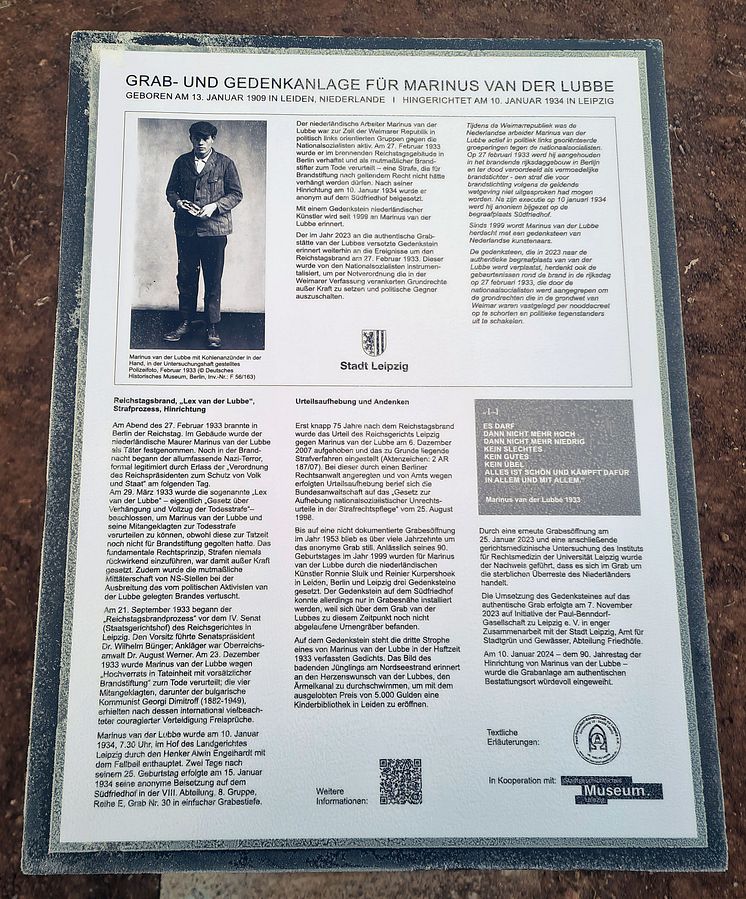 GRAB- UND GEDENKANLAGE FÜR MARINUS VAN DER LUBBE
GEBOREN AM 13. JANUAR 1909 IN LEIDEN, NIEDERLANDE I HINGERICHTET AM 10. JANUAR 1934 IN LEIPZIG
Der niederländische Arbeiter Marinus van der
Lubbe war zur Zeit der Weimarer Republik in
politisch links orientierten Gruppen gegen die
Nationalsozialisten aktiv. Am 27. Februar 1933
wurde er im brennenden Reichstagsgebäude in
Berlin verhaftet und als mutmaßlicher Brand-
stifter zum Tode verurteilt – eine Strafe, die für
Brandstiftung nach geltendem Recht nicht hätte
verhängt werden dürfen. Nach seiner
Hinrichtung am 10. Januar 1934 wurde er
anonym auf dem Südfriedhof beigesetzt.
Mit einem Gedenkstein niederländischer
Künstler wird seit 1999 an Marinus van der
Lubbe erinnert.
Der im Jahr 2023 an die authentische Grab-
stätte van der Lubbes versetzte Gedenkstein
erinnert weiterhin an die Ereignisse um den
Reichstagsbrand am 27. Februar 1933. Dieser
wurde von den Nationalsozialisten instrumen-
talisiert, um per Notverordnung die in der
Weimarer Verfassung verankerten Grundrechte
außer Kraft zu setzen und politische Gegner
auszuschalten.
Tijdens de Weimarrepubliek was de
Nederlandse arbeider Marinus van der
Lubbe actief in politiek links georiënteerde
groeperingen tegen de nationaalsocialisten.
Op 27 februari 1933 werd hij aangehouden
in het brandende rijksdaggebouw in Berlijn
en ter dood veroordeeld als vermoedelijke
brandstichter - een straf die voor
brandstichting volgens de geldende
wetgeving niet uitgesproken had mogen
worden. Na zijn executie op 10 januari 1934
werd hij anoniem bijgezet op de
begraafplaats Südfriedhof.
Sinds 1999 wordt Marinus van der Lubbe
herdacht met een gedenksteen van
Nederlandse kunstenaars.
De gedenksteen, die in 2023 naar de
authentieke begraafplaats van van der
Lubbe werd verplaatst, herdenkt ook de
gebeurtenissen rond de brand in de rijksdag
op 27 februari 1933, die door de
nationaalsocialisten werd aangegrepen om
de grondrechten die in de grondwet van
Weimar waren vastgelegd per nooddecreet
op te schorten en politieke tegenstanders
uit te schakelen.
Marinus van der Lubbe mit Kohlenanzünder in der
Hand, in der Untersuchungshaft gestelltes
Polizeifoto, Februar 1933 (© Deutsches
Historisches Museum, Berlin, Inv.-Nr.: F 56/163)
Stadt Leipzig
Reichstagsbrand, „Lex van der Lubbe“,
Strafprozess, Hinrichtung
Am Abend des 27. Februar 1933 brannte in
Berlin der Reichstag. Im Gebäude wurde der
niederländische Maurer Marinus van der Lubbe
als Täter festgenommen. Noch in der Brand-
nacht begann der allumfassende Nazi-Terror,
formal legitimiert durch Erlass der „Verordnung
des Reichspräsidenten zum Schutz von Volk
und Staat“ am folgenden Tag.
Am 29. März 1933 wurde die sogenannte „Lex
van der Lubbe“ – eigentlich „Gesetz über
Verhängung und Vollzug der Todesstrafe“–
beschlossen, um Marinus van der Lubbe und
seine Mitangeklagten zur Todesstrafe
verurteilen zu können, obwohl diese zur Tatzeit
noch nicht für Brandstiftung gegolten hatte. Das
fundamentale Rechtsprinzip, Strafen niemals
rückwirkend einzuführen, war damit außer Kraft
gesetzt. Zudem wurde die mutmaßliche
Mittäterschaft von NS-Stellen bei der
Ausbreitung des vom politischen Aktivisten van
der Lubbe gelegten Brandes vertuscht.
Am 21. September 1933 begann der
„Reichstagsbrandprozess“ vor dem IV. Senat
(Staatsgerichtshof) des Reichsgerichtes in
Leipzig. Den Vorsitz führte Senatspräsident
Dr. Wilhelm Bünger; Ankläger war Oberreichs-
anwalt Dr. August Werner. Am 23. Dezember
1933 wurde Marinus van der Lubbe wegen
„Hochverrats in Tateinheit mit vorsätzlicher
Brandstiftung“ zum Tode verurteilt; die vier
Mitangeklagten, darunter der bulgarische
Kommunist Georgi Dimitroff (1882-1949),
erhielten nach dessen international vielbeach-
teter couragierter Verteidigung Freisprüche.
Marinus van der Lubbe wurde am 10. Januar
1934, 7.30 Uhr, im Hof des Landgerichtes
Leipzig durch den Henker Alwin Engelhardt mit
dem Fallbeil enthauptet. Zwei Tage nach
seinem 25. Geburtstag erfolgte am 15. Januar
1934 seine anonyme Beisetzung auf dem
Südfriedhof in der VIII. Abteilung, 8. Gruppe,
Reihe E, Grab Nr. 30 in einfacher Grabestiefe.
Urteilsaufhebung und Andenken
Erst knapp 75 Jahre nach dem Reichstagsbrand
wurde das Urteil des Reichsgerichts Leipzig
gegen Marinus van der Lubbe am 6. Dezember
2007 aufgehoben und das zu Grunde liegende
Strafverfahren eingestellt (Aktenzeichen: 2 AR
187/07). Bei dieser durch einen Berliner
Rechtsanwalt angeregten und von Amts wegen
erfolgten Urteilsaufhebung berief sich die
Bundesanwaltschaft auf das „Gesetz zur
Aufhebung nationalsozialistischer Unrechts-
urteile in der Strafrechtspflege“ vom 25. August
1998.
Bis auf eine nicht dokumentierte Grabesöffnung
im Jahr 1953 blieb es über viele Jahrzehnte um
das anonyme Grab still. Anlässlich seines 90.
Geburtstages im Jahr 1999 wurden für Marinus
van der Lubbe durch die niederländischen
Künstler Ronnie Sluik und Reinier Kurpershoek
in Leiden, Berlin und Leipzig drei Gedenksteine
gesetzt. Der Gedenkstein auf dem Südfriedhof
konnte allerdings nur in Grabesnähe installiert
werden, weil sich über dem Grab van der
Lubbes zu diesem Zeitpunkt noch nicht
abgelaufene Urnengräber befanden.
Auf dem Gedenkstein steht die dritte Strophe
eines von Marinus van der Lubbe in der Haftzeit
1933 verfassten Gedichts. Das Bild des
badenden Jünglings am Nordseestrand erinnert
an den Herzenswunsch van der Lubbes, den
Ärmelkanal zu durchschwimmen, um mit dem
ausgelobten Preis von 5.000 Gulden eine
Kinderbibliothek in Leiden zu eröffnen.
Weitere
Informationen:
„(...)
ES DARF
DANN NICHT MEHR HOCH
DANN NICHT MEHR NIEDRIG
KEIN SLECHTES
KEIN GUTES
KEIN ÜBEL
ALLES IST SCHÖN UND KÄMPFT DAFÜR
IN ALLEM UND MIT ALLEM.“
Marinus van der Lubbe 1933
Durch eine erneute Grabesöffnung am
25. Januar 2023 und eine anschließende
gerichtsmedizinische Untersuchung des Instituts
für Rechtsmedizin der Universität Leipzig wurde
der Nachweis geführt, dass es sich im Grab um
die sterblichen Überreste des Niederländers
handelt.
Die Umsetzung des Gedenksteines auf das
authentische Grab erfolgte am 7. November
2023 auf Initiative der Paul-Benndorf-
Gesellschaft zu Leipzig e. V. in enger
Zusammenarbeit mit der Stadt Leipzig, Amt für
Stadtgrün und Gewässer, Abteilung Friedhöfe.
Am 10. Januar 2024 – dem 90. Jahrestag der
Hinrichtung von Marinus van der Lubbe –
wurde die Grabanlage am authentischen
Bestattungsort würdevoll eingeweiht.
Textliche
Erläuterungen:
In Kooperation mit:
Stadtgeschichtliches
Museum
Leipzig